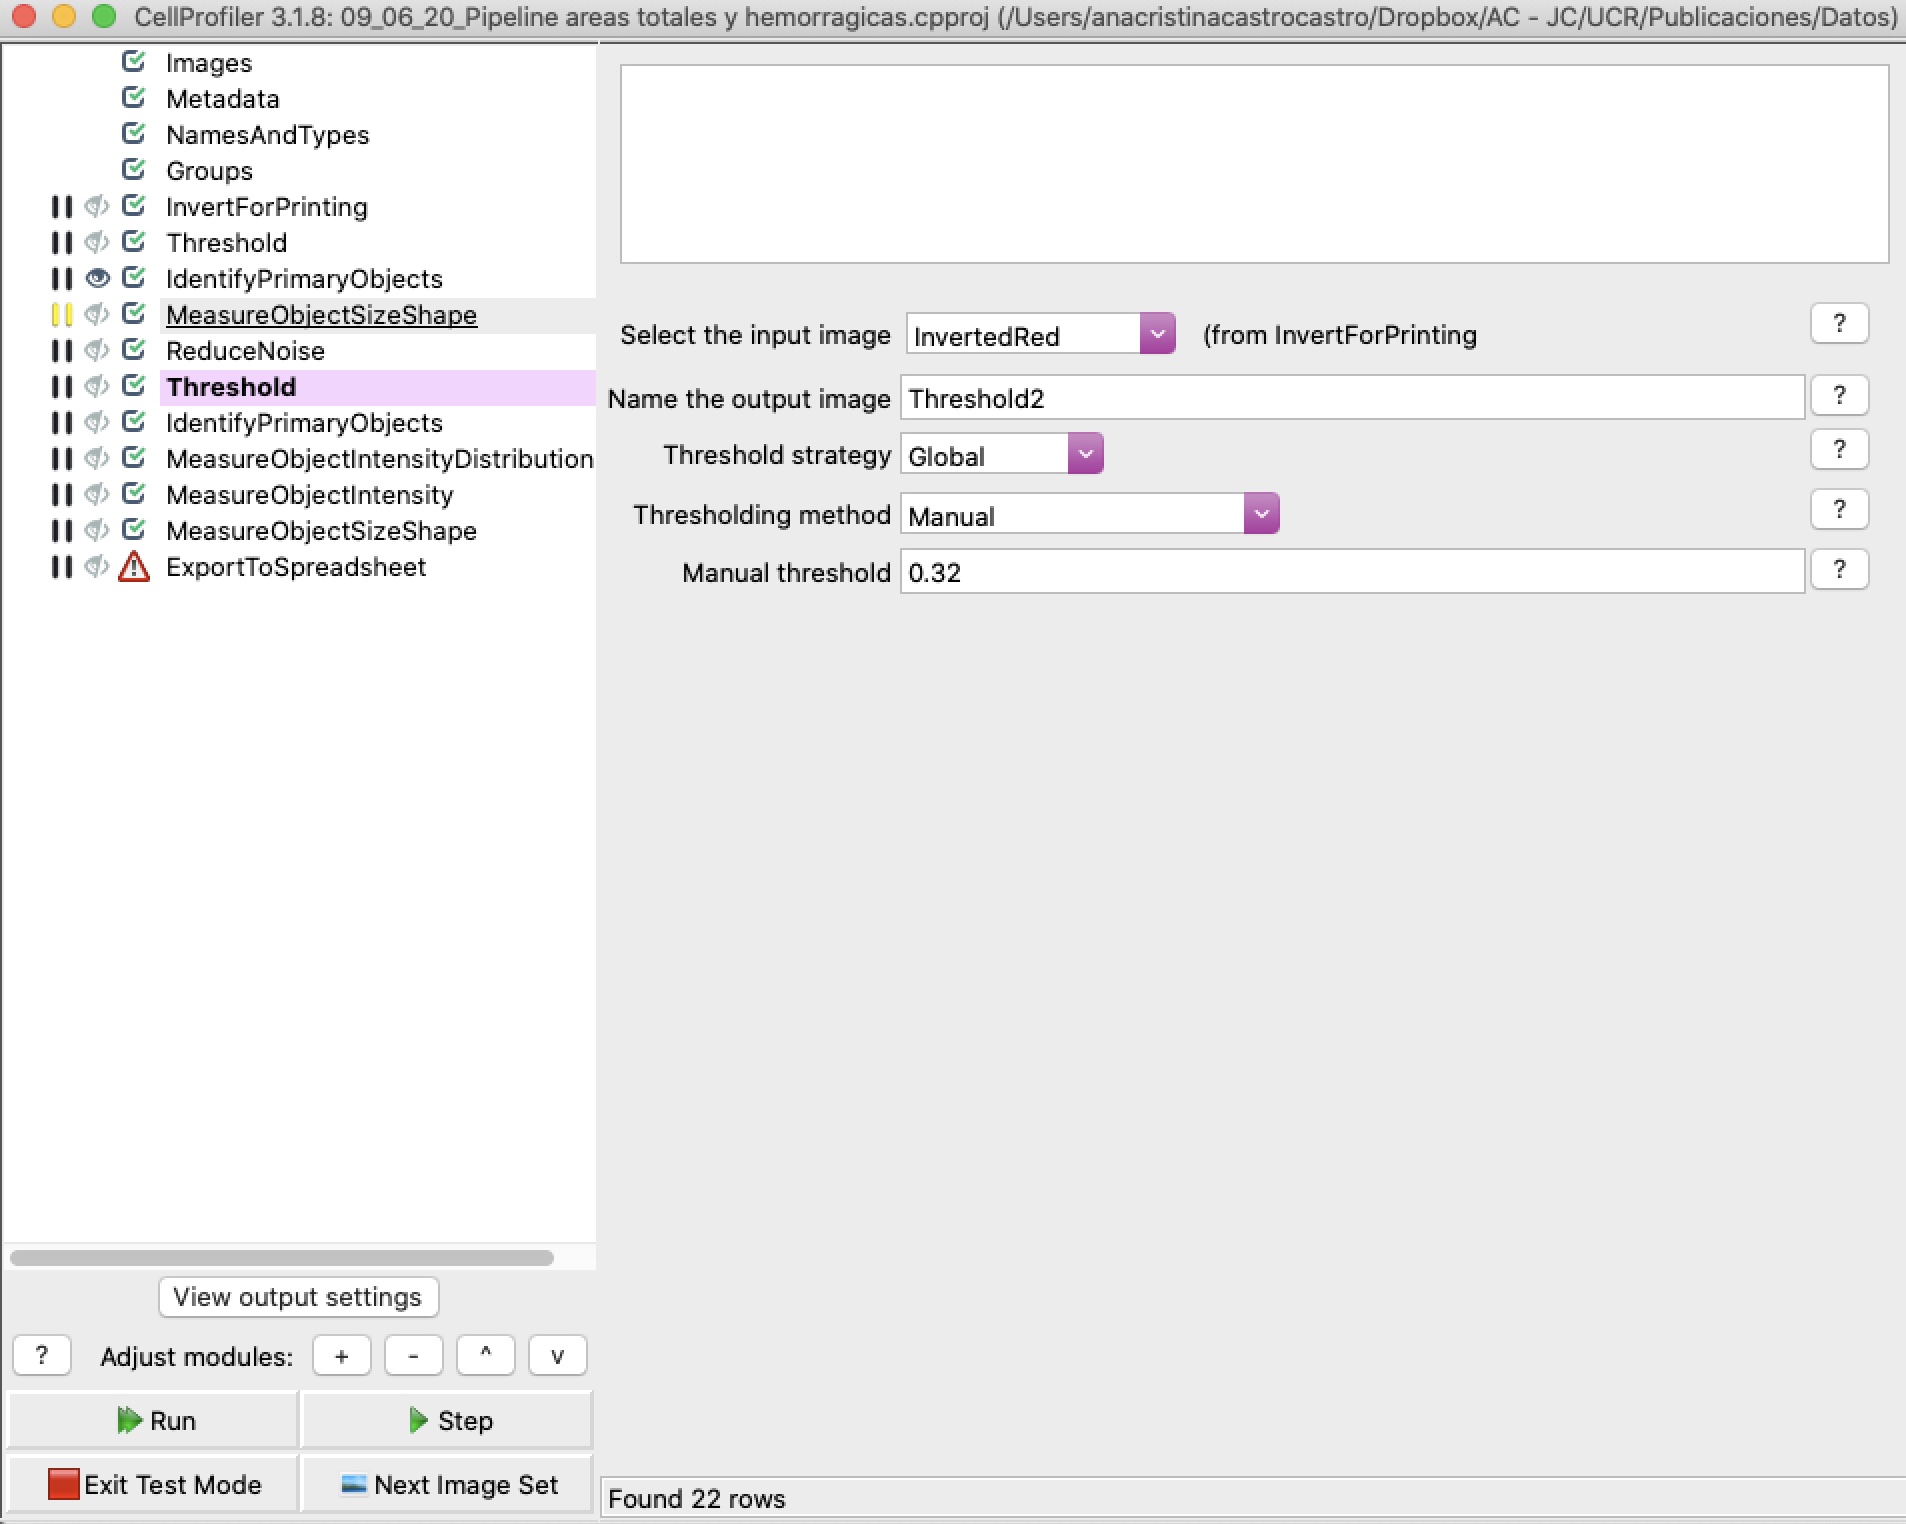 CellProfiler 3.1.8: 09_06_20_Pipeline areas totales y hemorragicas.cpproj (/Users/anacristinacastrocastro/Dropbox/AC - JC/UCR/Publicaciones/Datos)
Images
Metadata
NamesAndTypes
Groups
InvertForPrinting
Threshold
IdentifyPrimaryObjects
MeasureObjectSizeShape
ReduceNoise
Threshold
IdentifyPrimaryObjects
MeasureObjectIntensityDistribution
MeasureObjectIntensity
MeasureObjectSizeShape
ExportToSpreadsheet
View output settings
? Adjust modules: + - ^ v
Run Step
Exit Test Mode Next Image Set
Select the input image InvertedRed (from InvertForPrinting ?
Name the output image Threshold2 ?
Threshold strategy Global ?
Thresholding method Manual ?
Manual threshold 0.32 ?
Found 22 rows